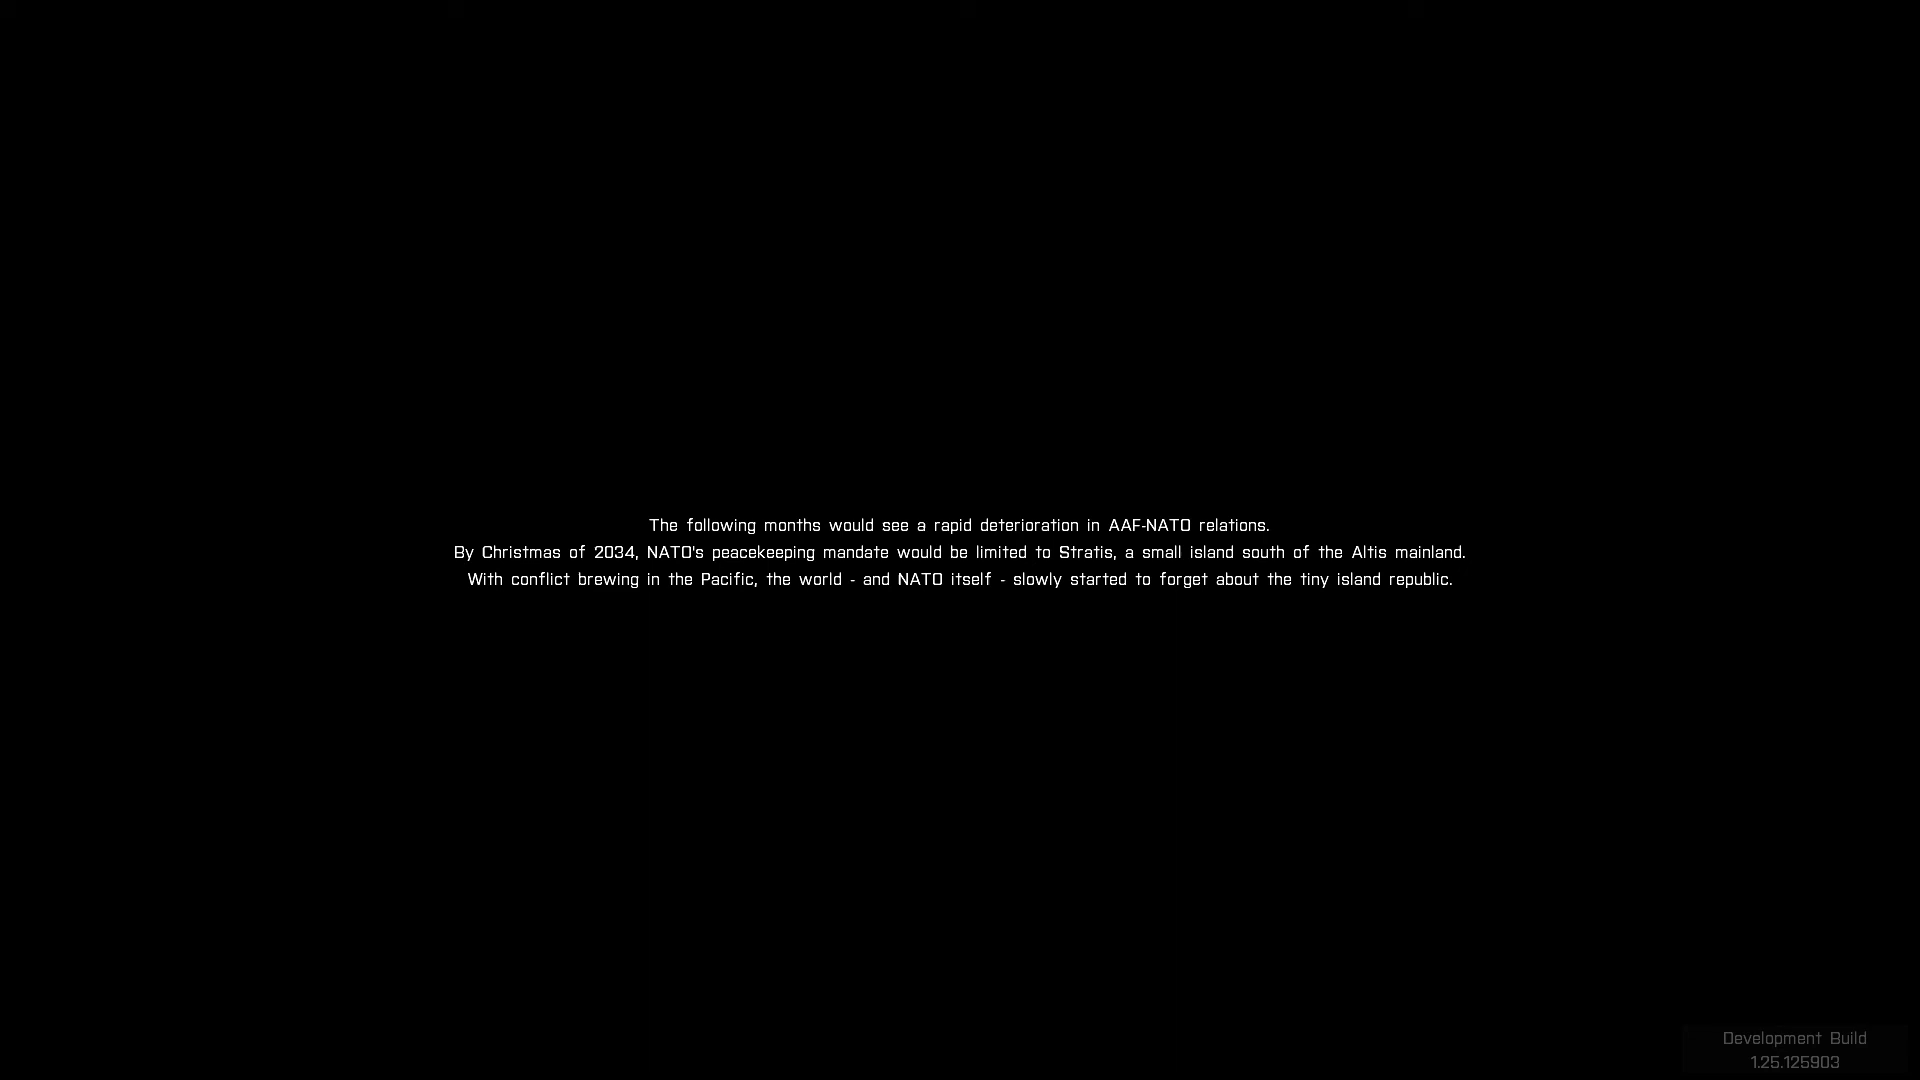 The following months would see a rapid deterioration in AAF-NATO relations.
By Christmas of 2034, NATO's peacekeeping mandate would be limited to Stratis, a small island south of the Altis mainland.
With conflict brewing in the Pacific, the world - and NATO itself - slowly started to forget about the tiny island republic.
Development Build
1.25.125903